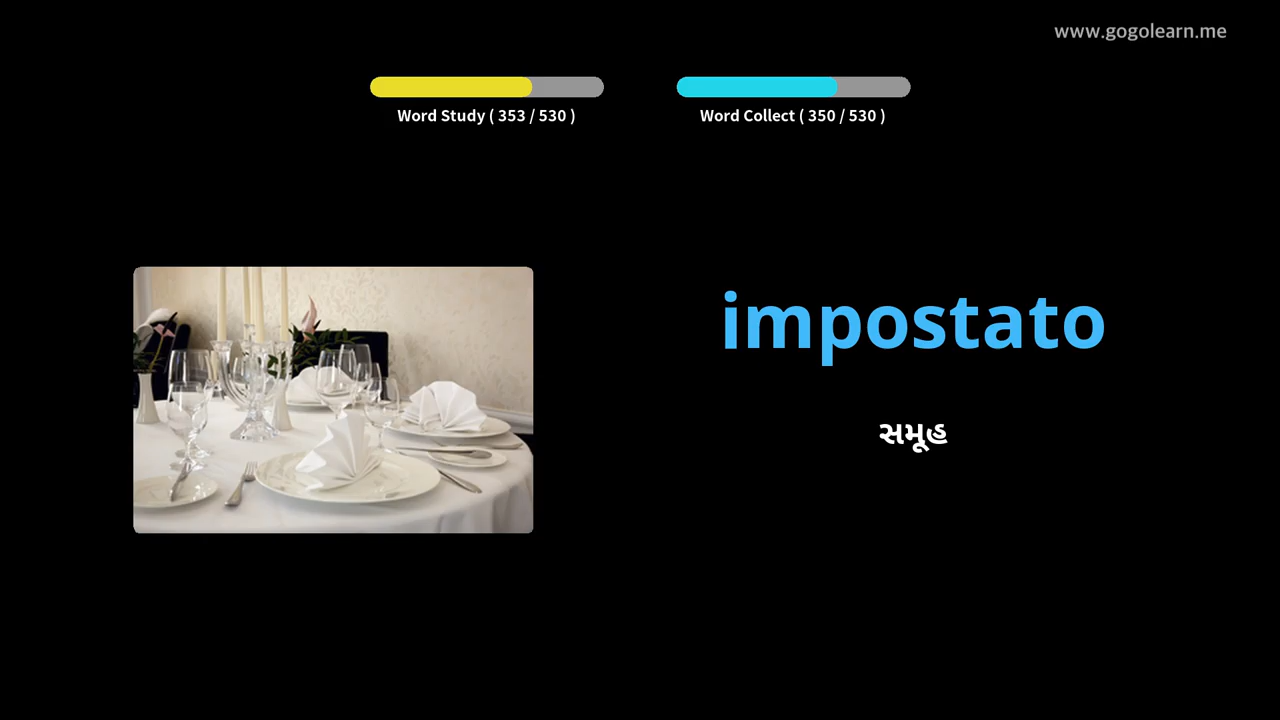 www.gogolearn.me
Word Study ( 353 / 530 )
Word Collect ( 350 / 530 )
impostato
સમૂહ